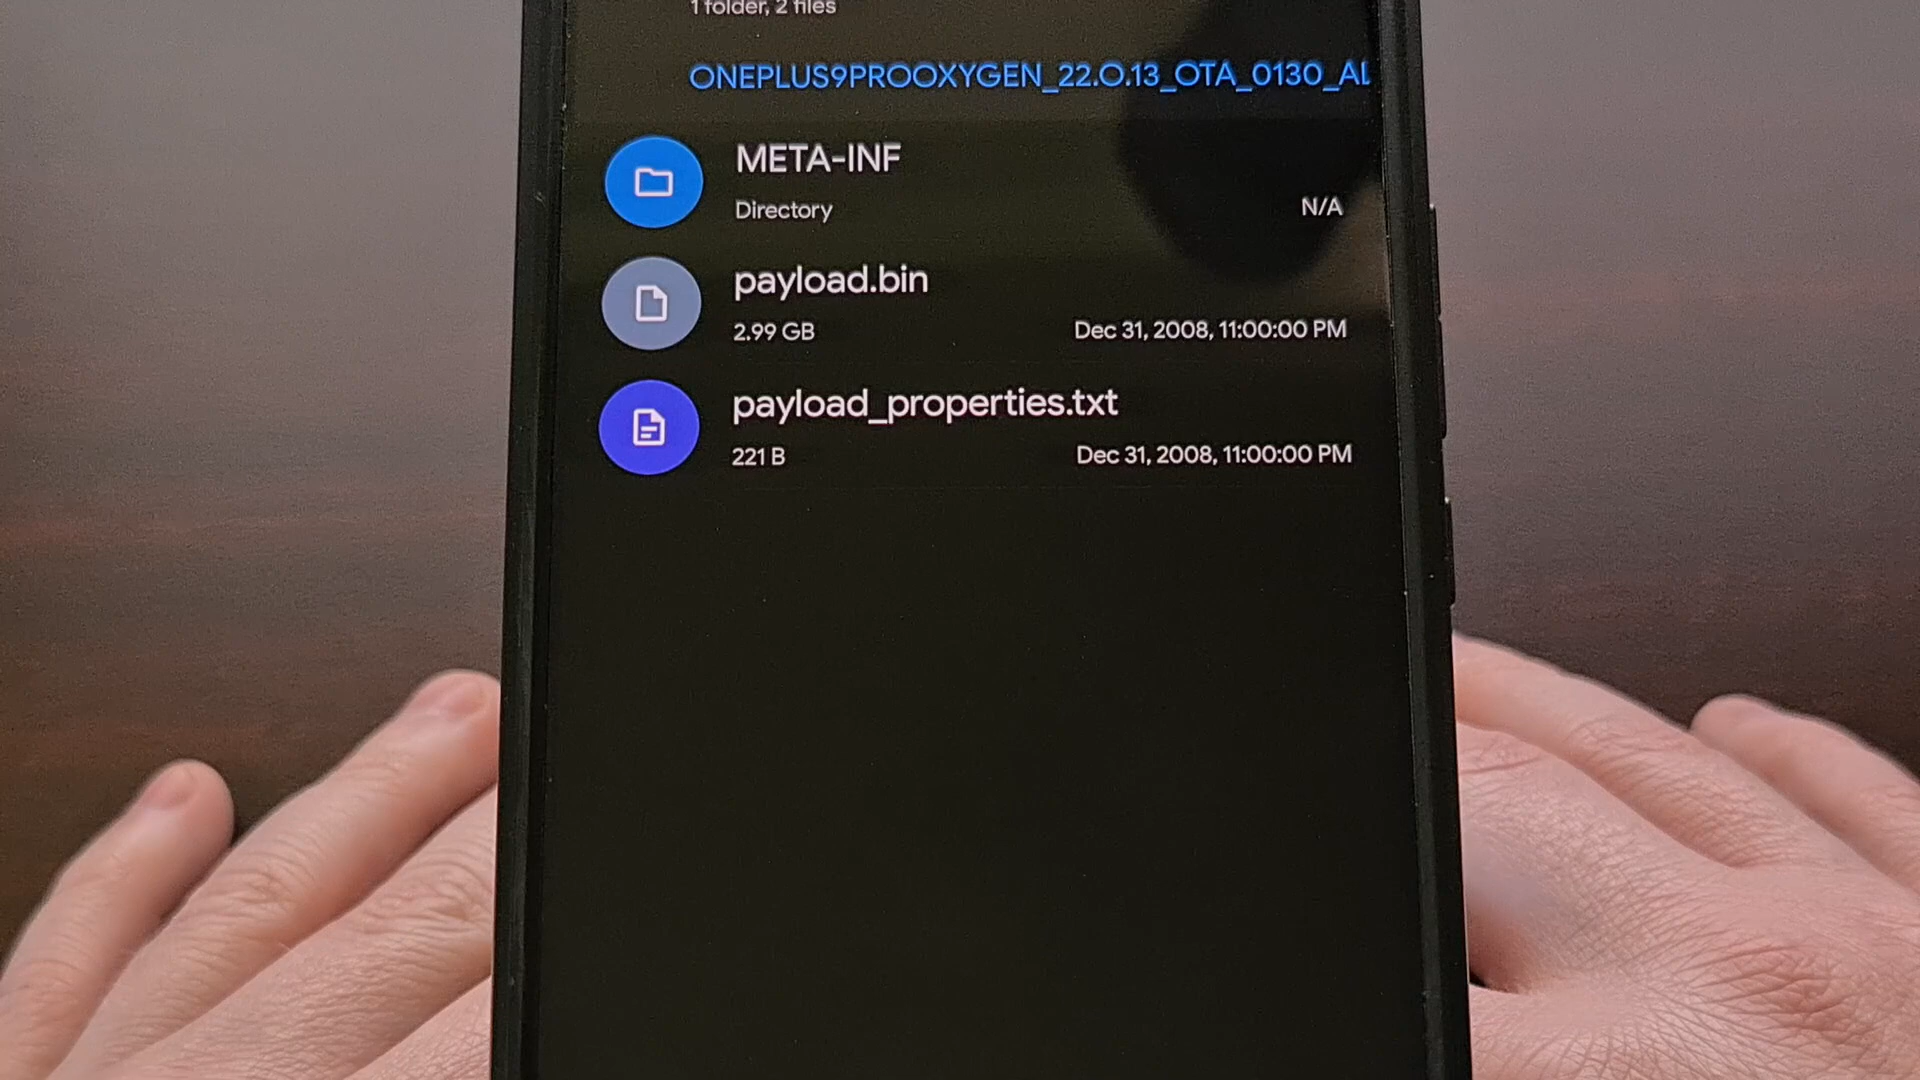 1 folder, 2 files
ONEPLUS9PROOXYGEN_22.O.13_OTA_0130_AL
META-INF
Directory N/A
payload.bin
2.99 GB Dec 31, 2008, 11:00:00 PM
payload_properties.txt
221 B Dec 31, 2008, 11:00:00 PM